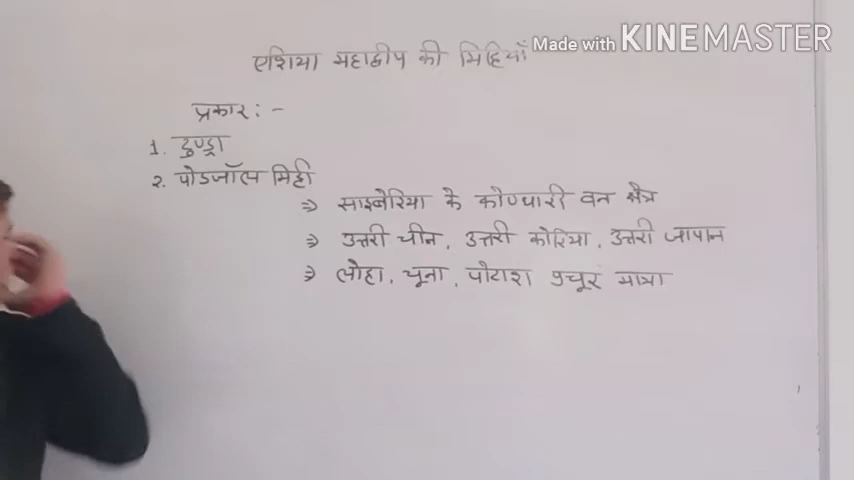 Made with KINEMASTER
एशिया महाद्वीप की मिट्टियाँ
प्रकार : -
1. टुण्ड्रा
2. पोडजॉल्स मिट्टी
⇒ साइबेरिया के कोणधारी वन क्षेत्र
⇒ उत्तरी चीन, उत्तरी कोरिया, उत्तरी जापान
⇒ लोहा, चूना, पोटाश प्रचूर मात्रा